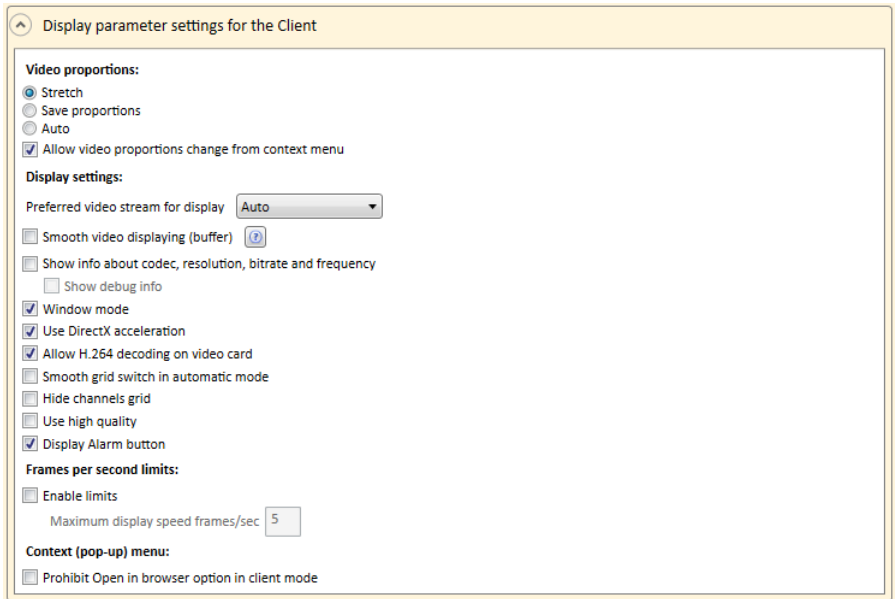 Display parameter settings for the Client
Video proportions:
Stretch
Save proportions
Auto
Allow video proportions change from context menu
Display settings:
Preferred video stream for display Auto
Smooth video displaying (buffer) ?
Show info about codec, resolution, bitrate and frequency
Show debug info
Window mode
Use DirectX acceleration
Allow H.264 decoding on video card
Smooth grid switch in automatic mode
Hide channels grid
Use high quality
Display Alarm button
Frames per second limits:
Enable limits
Maximum display speed frames/sec 5
Context (pop-up) menu:
Prohibit Open in browser option in client mode